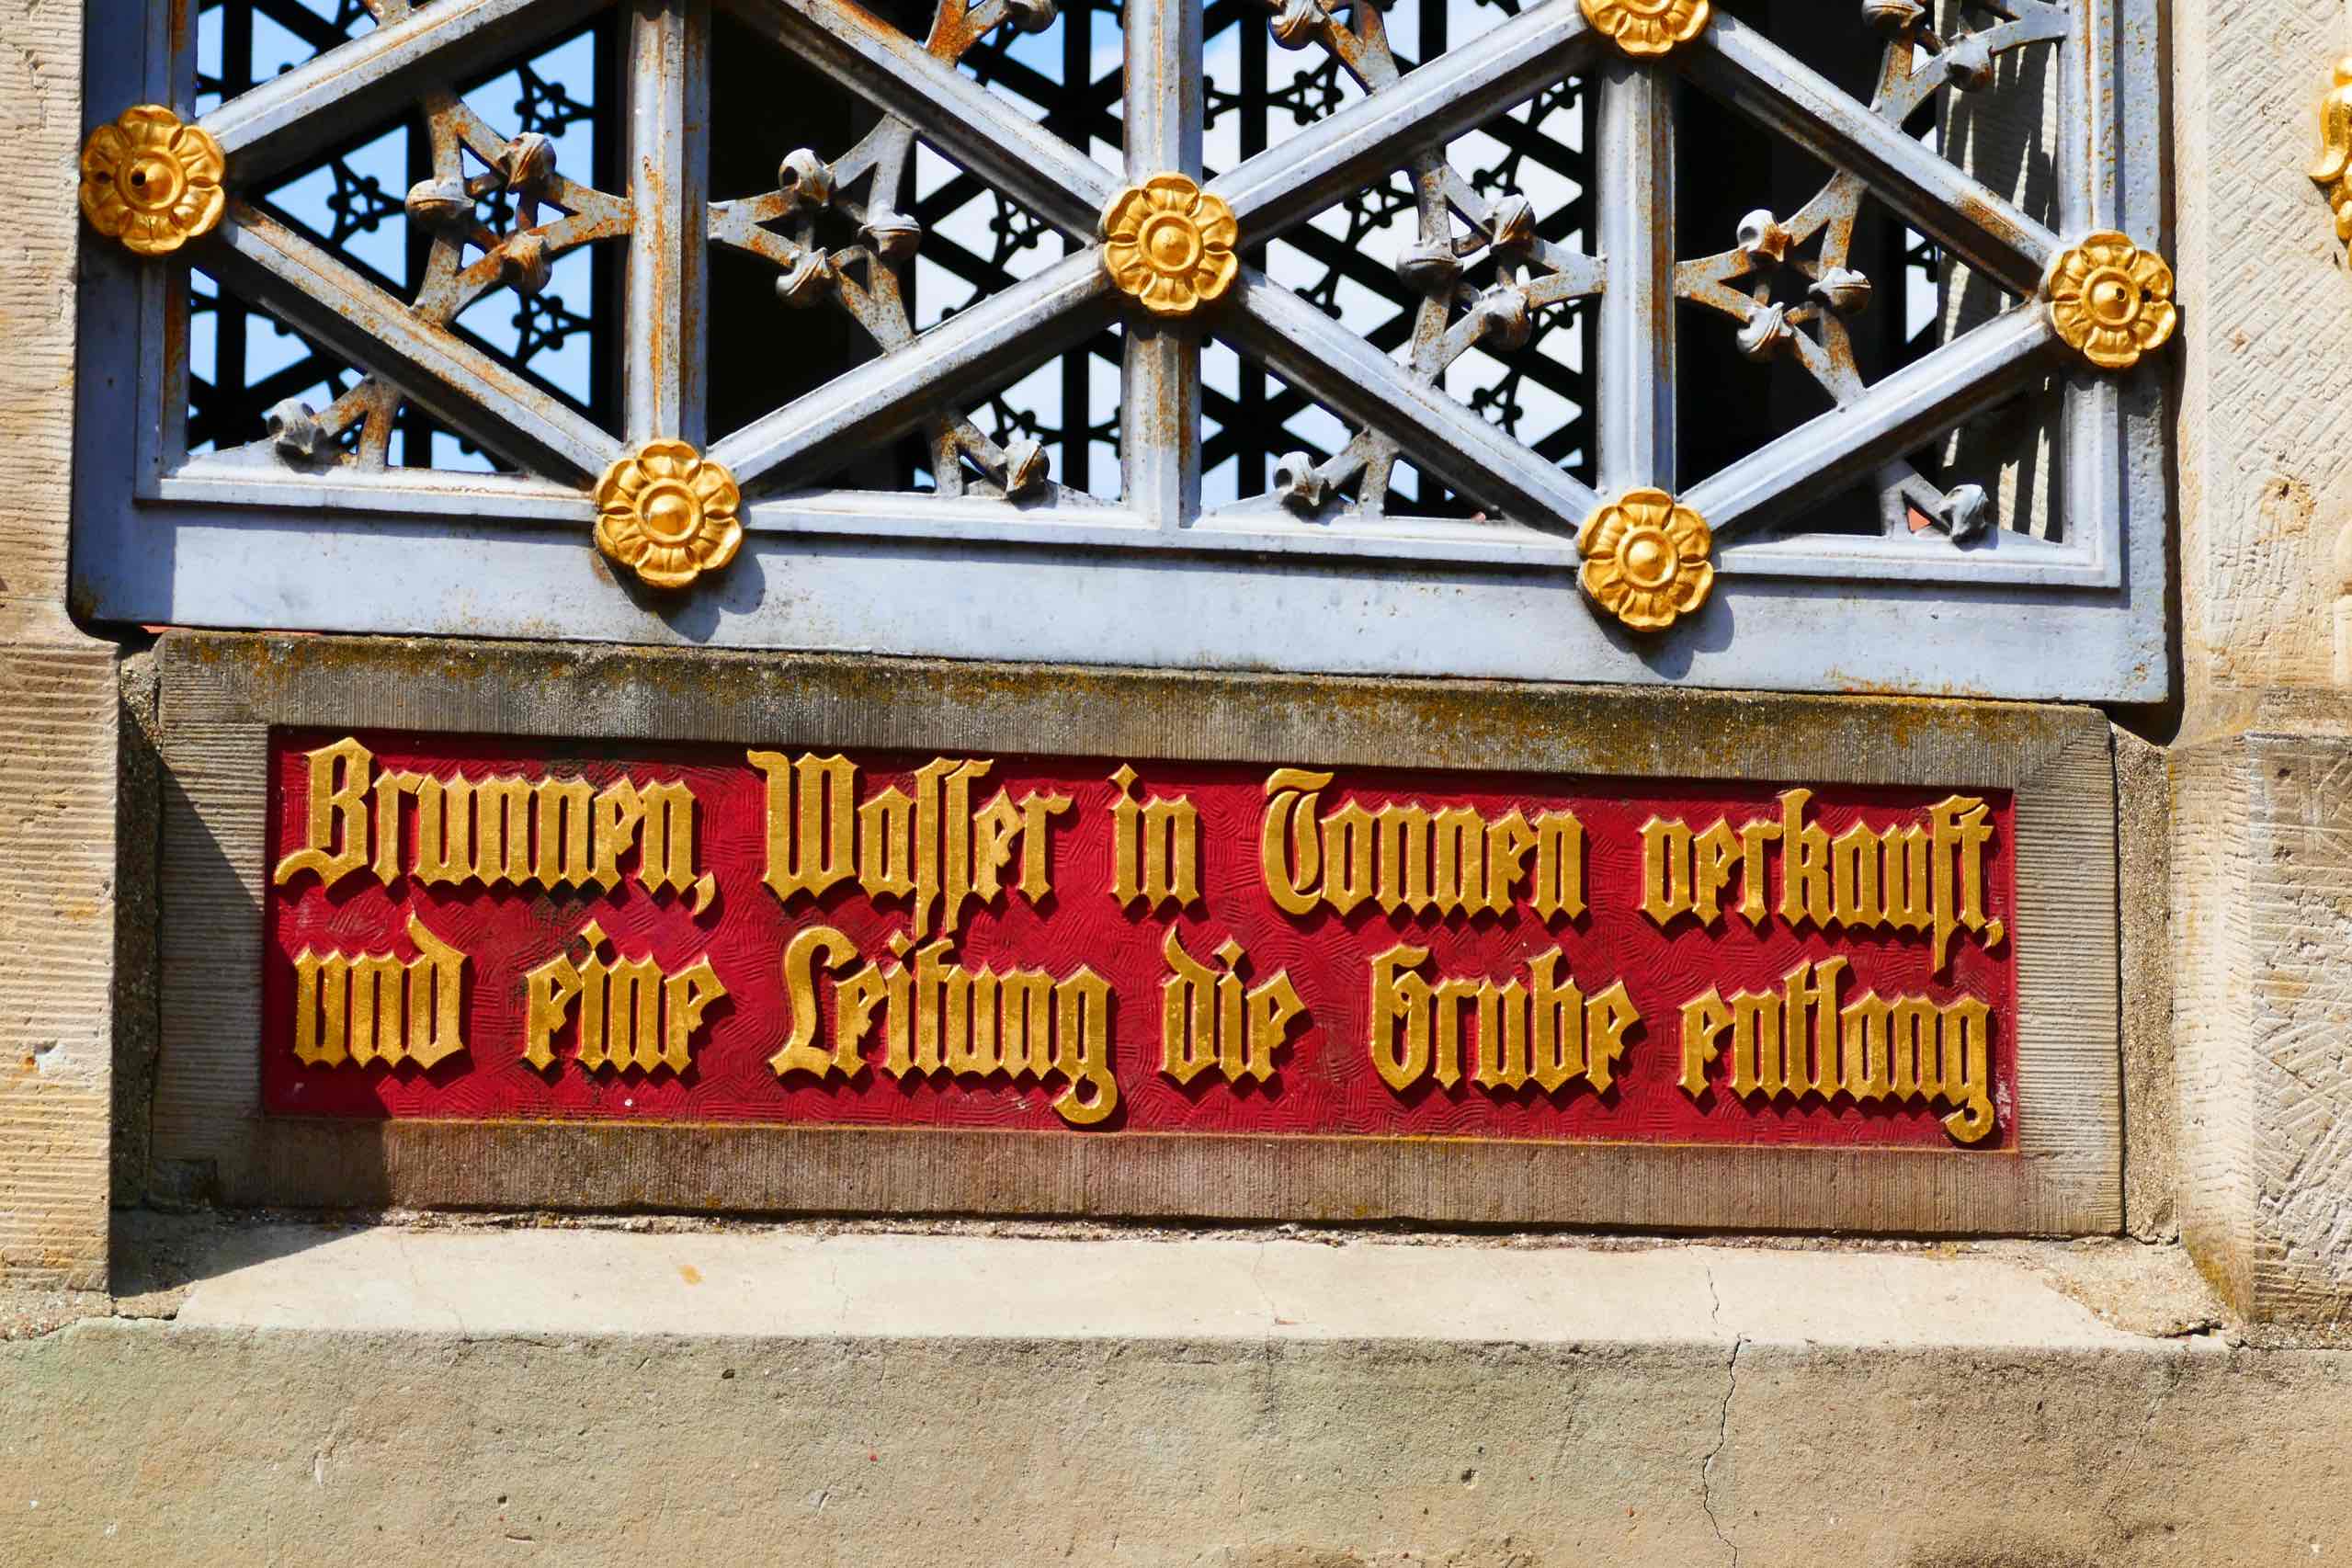 Brunnen, Wasser in Tonnen verkauft,
und eine Leitung die Grube entlang